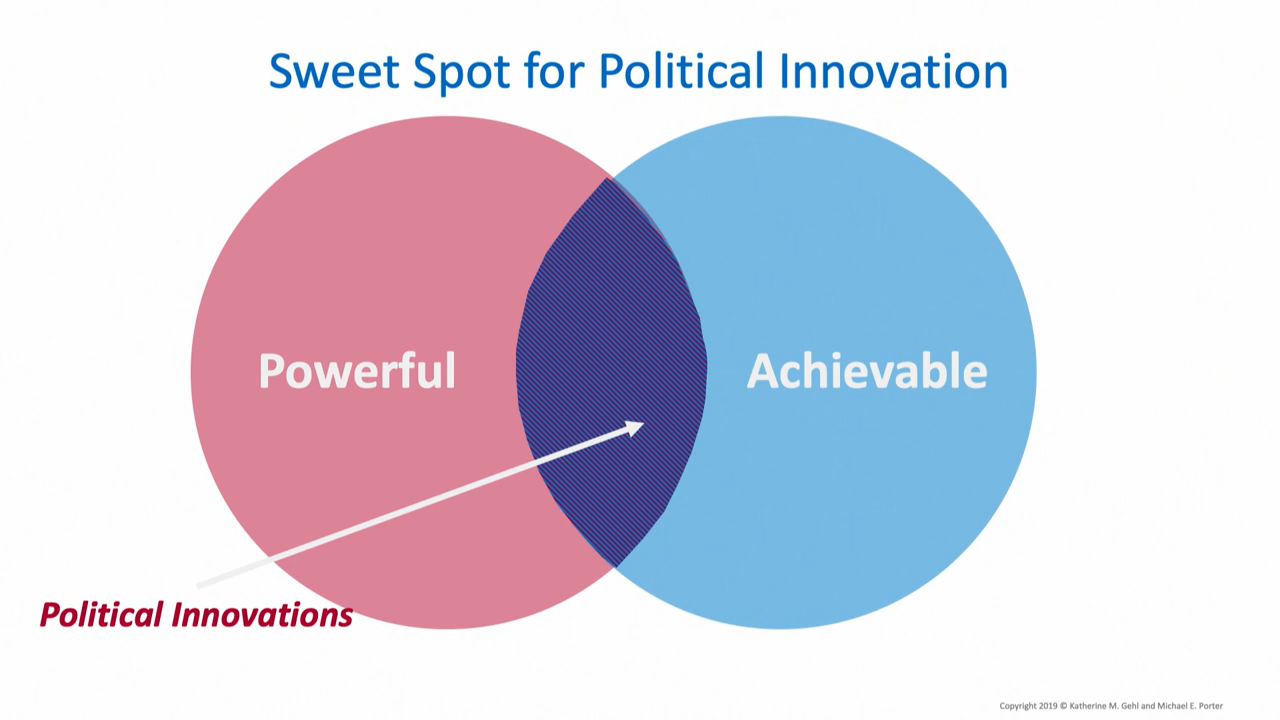 Sweet Spot for Political Innovation
Powerful
Achievable
Political Innovations
Copyright 2019 © Katherine M. Gehl and Michael E. Porter